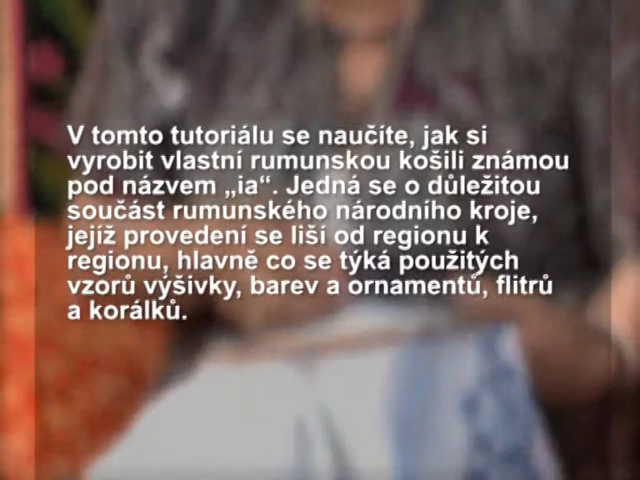 V tomto tutoriálu se naučíte, jak si
vyrobit vlastní rumunskou košili známou
pod názvem „ia“. Jedná se o důležitou
součást rumunského národního kroje,
jejíž provedení se liší od regionu k
regionu, hlavně co se týká použitých
vzorů výšivky, barev a ornamentů, flitrů
a korálků.